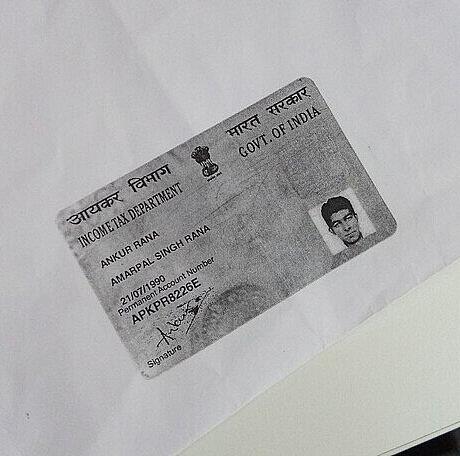 आयकर विभाग
INCOME TAX DEPARTMENT
भारत सरकार
GOVT. OF INDIA
ANKUR RANA
AMARPAL SINGH RANA
21/07/1990
Permanent Account Number
APKPR8226E
Signature